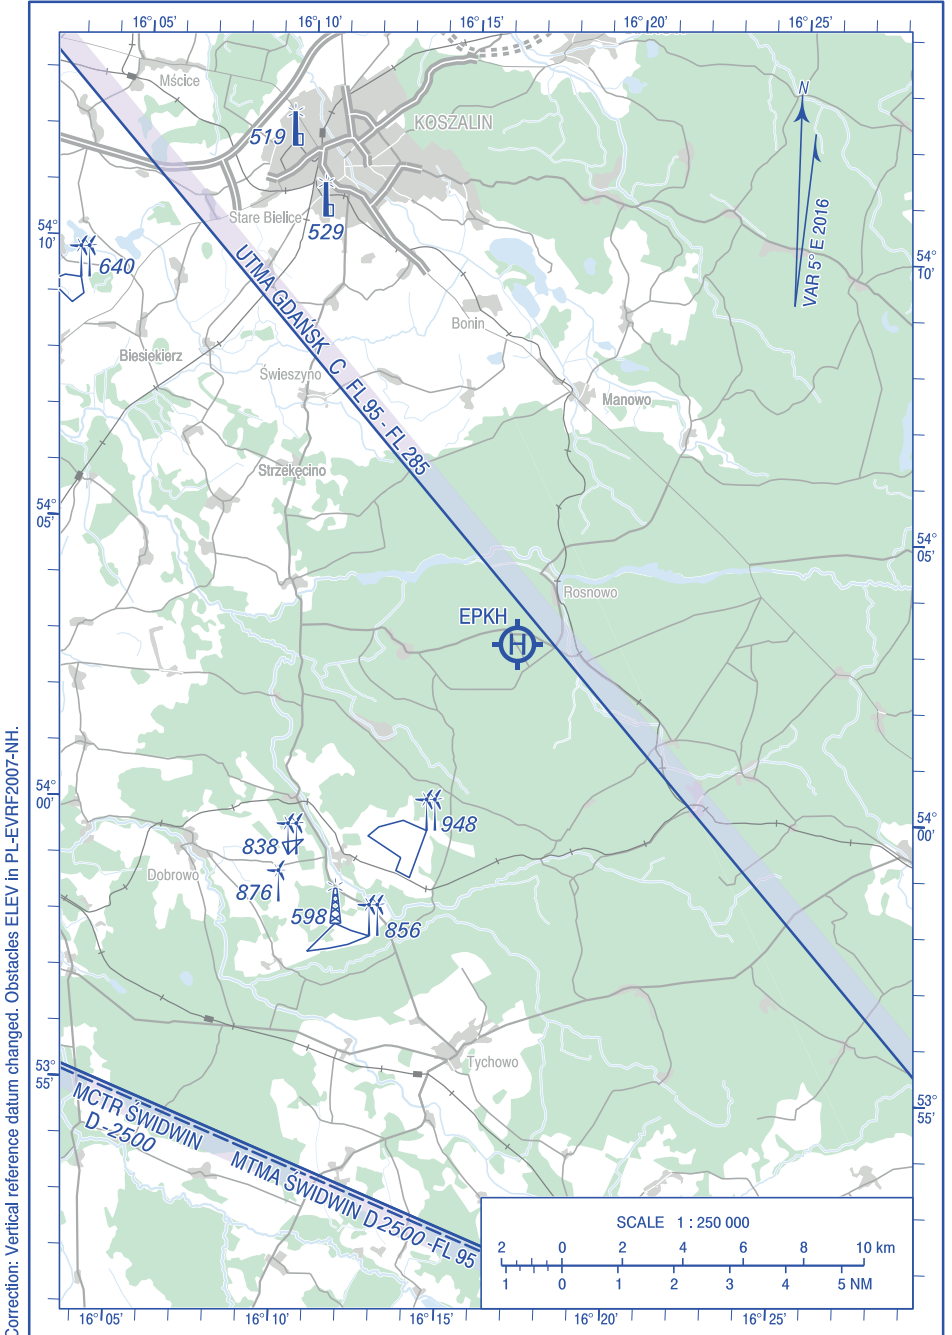 16° 05'
16° 10'
16° 15'
16° 20'
16° 25'
Mścice
N
519
KOSZALIN
VAR 5° E 2016
Stare Bielice
529
54°
10'
640
54°
10'
UTMA GDAŃSK C FL 95 - FL 285
Bonin
Biesiekierz
Świeszyno
Manowo
Strzekęcino
54°
05'
54°
05'
Rosnowo
EPKH
H
54°
00'
948
54°
00'
838
Dobrowo
876
598
856
Tychowo
53°
55'
53°
55'
MCTR ŚWIDWIN
D-2500
MTMA ŚWIDWIN D 2500 -FL 95
SCALE 1 : 250 000
2 0 2 4 6 8 10 km
1 0 1 2 3 4 5 NM
16° 05'
16° 10'
16° 15'
16° 20'
16° 25'
Correction: Vertical reference datum changed. Obstacles ELEV in PL-EVRF2007-NH.